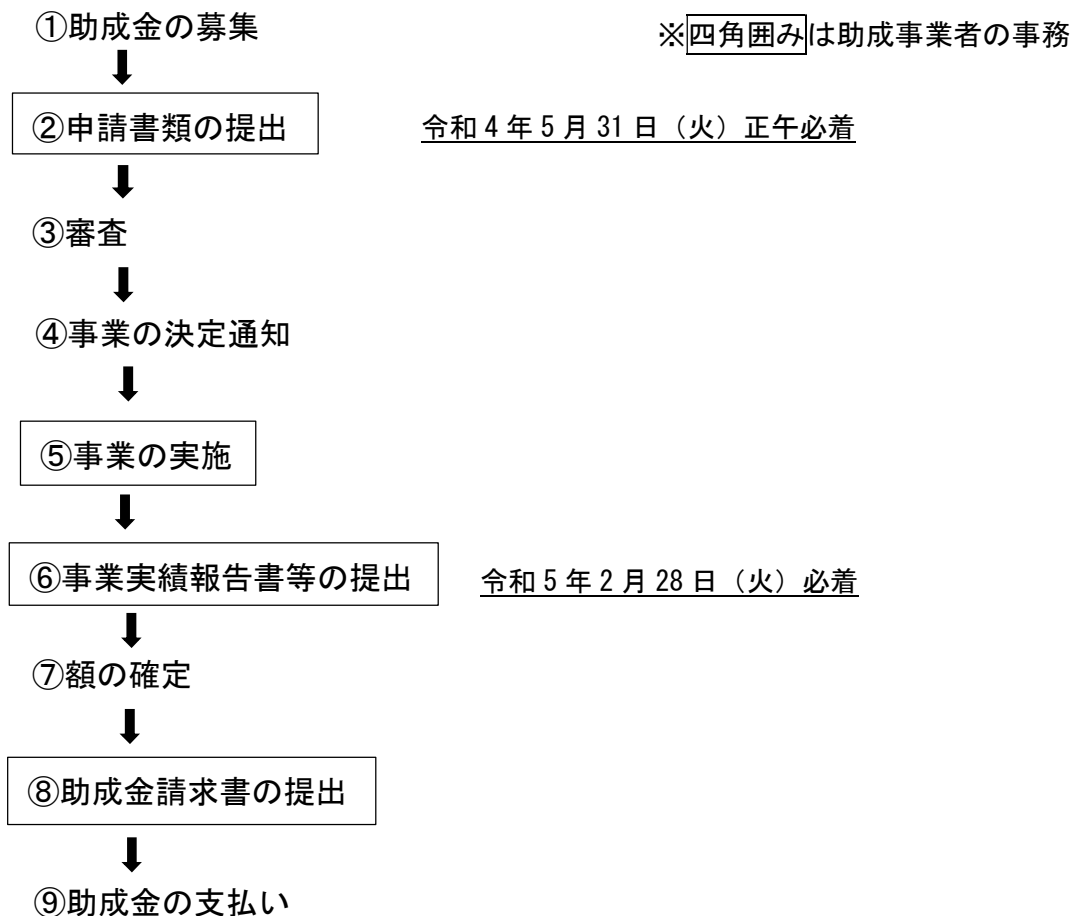 ①助成金の募集
※四角囲みは助成事業者の事務
②申請書類の提出
令和4年5月31日（火）正午必着
③審査
④事業の決定通知
⑤事業の実施
⑥事業実績報告書等の提出
令和5年2月28日（火）必着
⑦額の確定
⑧助成金請求書の提出
⑨助成金の支払い